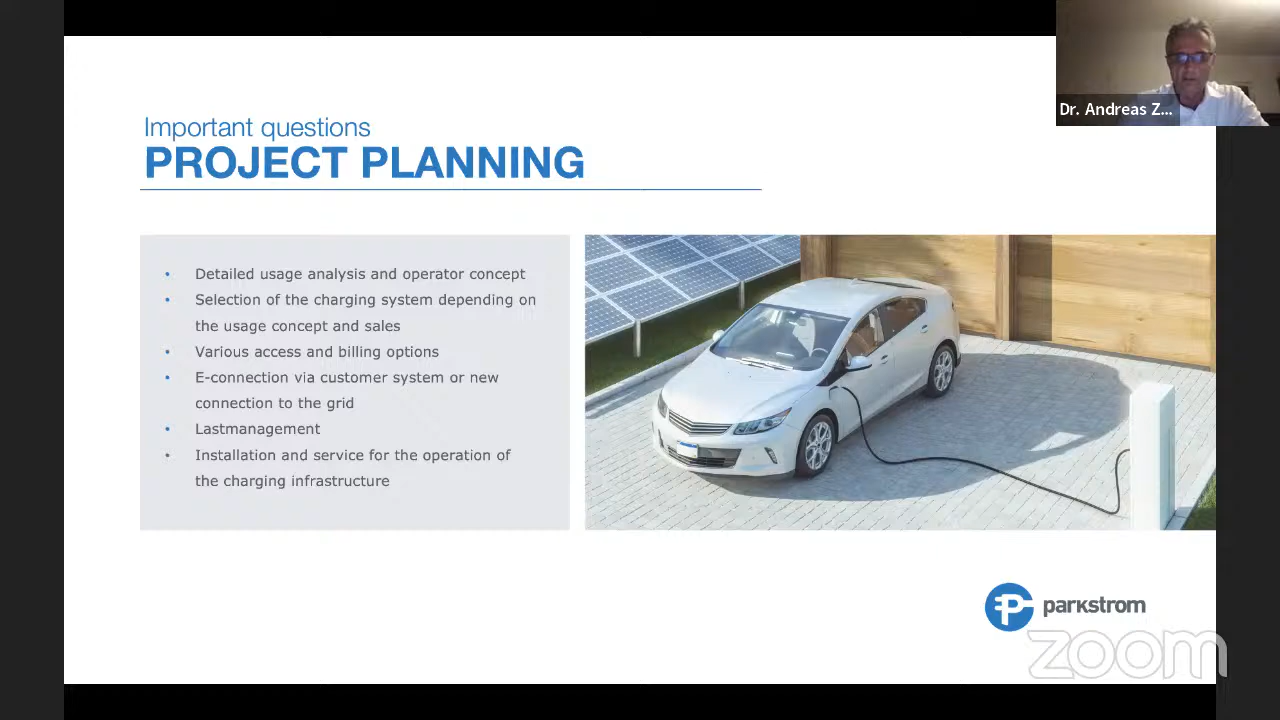 Dr. Andreas Z...
Important questions
PROJECT PLANNING
• Detailed usage analysis and operator concept
• Selection of the charging system depending on
the usage concept and sales
• Various access and billing options
• E-connection via customer system or new
connection to the grid
• Lastmanagement
• Installation and service for the operation of
the charging infrastructure
parkstrom
zoom